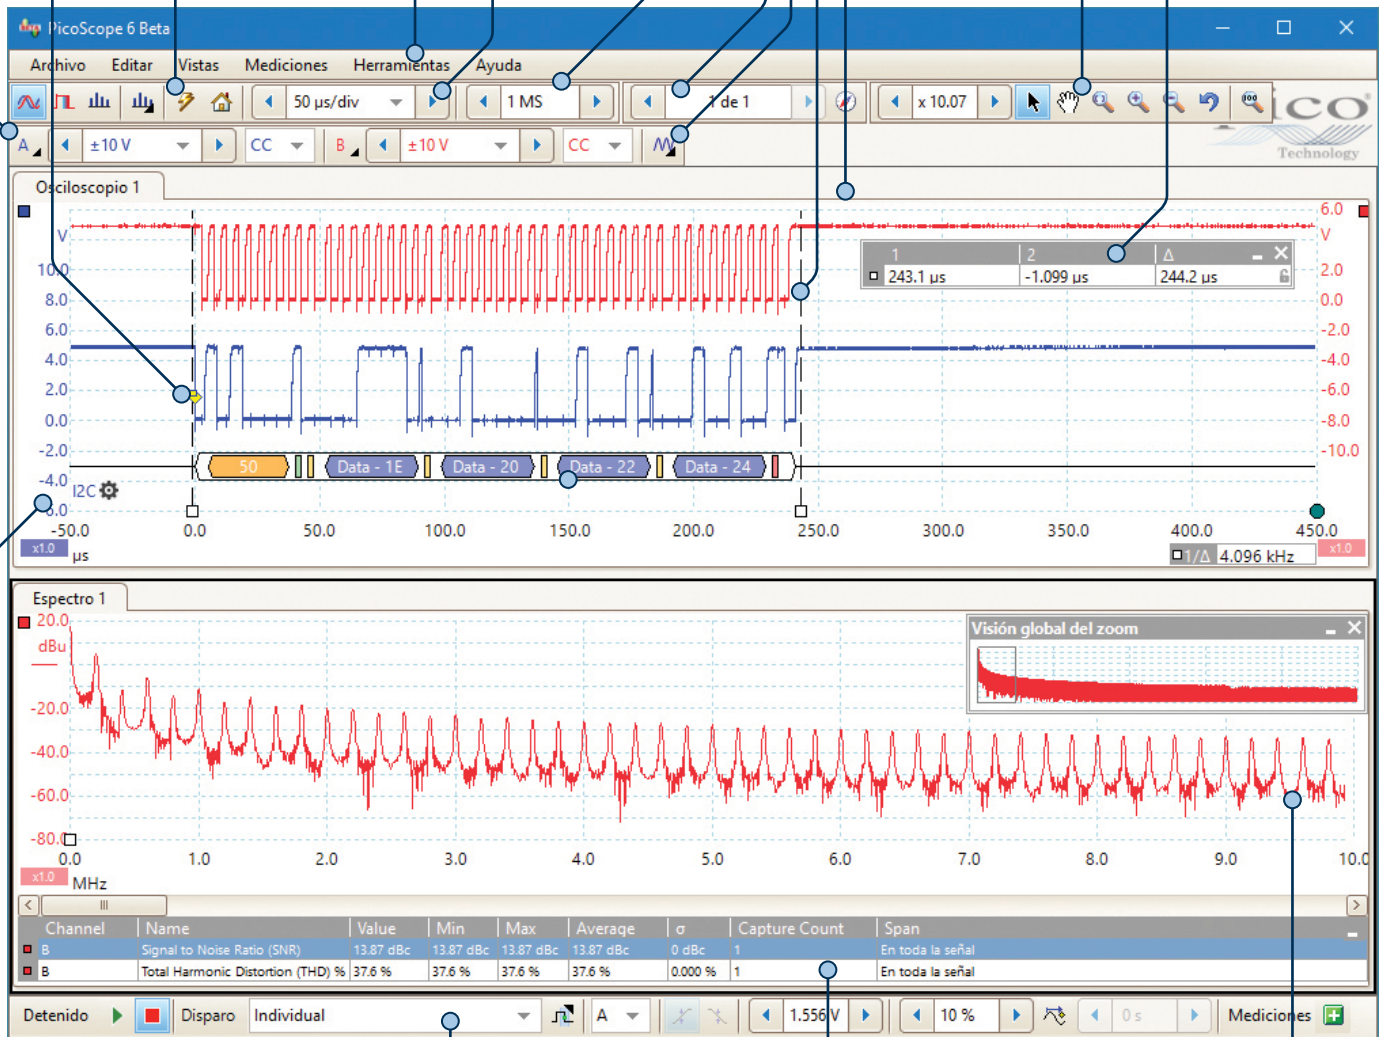 PicoScope 6 Beta
Archivo Editar Vistas Mediciones Herramientas Ayuda
50 µs/div 1 MS 1 de 1 x 10.07
A ±10 V CC B ±10 V CC
pico
Technology
Osciloscopio 1
V 10.0 8.0 6.0 4.0 2.0 0.0 -2.0 -4.0 -6.0
6.0 V 2.0 0.0 -2.0 -4.0 -6.0 -8.0 -10.0
1 2 Δ
243.1 µs -1.099 µs 244.2 µs
50 Data - 1E Data - 20 Data - 22 Data - 24
I2C
-50.0 0.0 50.0 100.0 150.0 200.0 250.0 300.0 350.0 400.0 450.0
x1.0 µs 1/Δ 4.096 kHz x1.0
Espectro 1
20.0 dBu -20.0 -40.0 -60.0 -80.0
Visión global del zoom
0.0 1.0 2.0 3.0 4.0 5.0 6.0 7.0 8.0 9.0 10.0
x1.0 MHz
Channel Name Value Min Max Average σ Capture Count Span
B Signal to Noise Ratio (SNR) 13.87 dBc 13.87 dBc 13.87 dBc 13.87 dBc 0 dBc 1 En toda la señal
B Total Harmonic Distortion (THD) % 37.6 % 37.6 % 37.6 % 37.6 % 0.000 % 1 En toda la señal
Detenido Disparo Individual A 1.556 V 10 % 0 s Mediciones